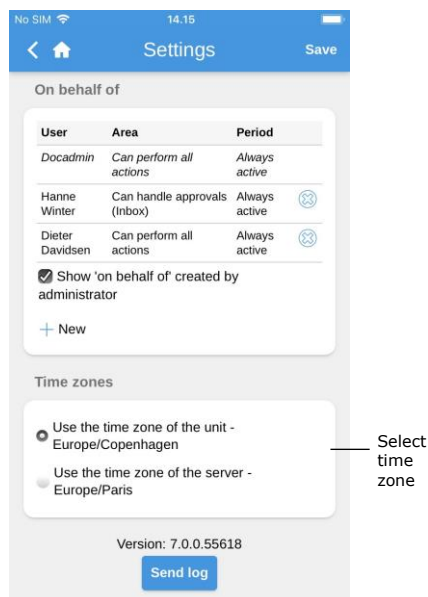 No SIM 14.15
Settings Save
On behalf of
User Area Period
Docadmin Can perform all Always
actions active
Hanne Can handle approvals Always
Winter (Inbox) active
Dieter Can perform all Always
Davidsen actions active
Show 'on behalf of' created by
administrator
New
Time zones
Use the time zone of the unit -
Europe/Copenhagen
Use the time zone of the server -
Europe/Paris
Select
time
zone
Version: 7.0.0.55618
Send log